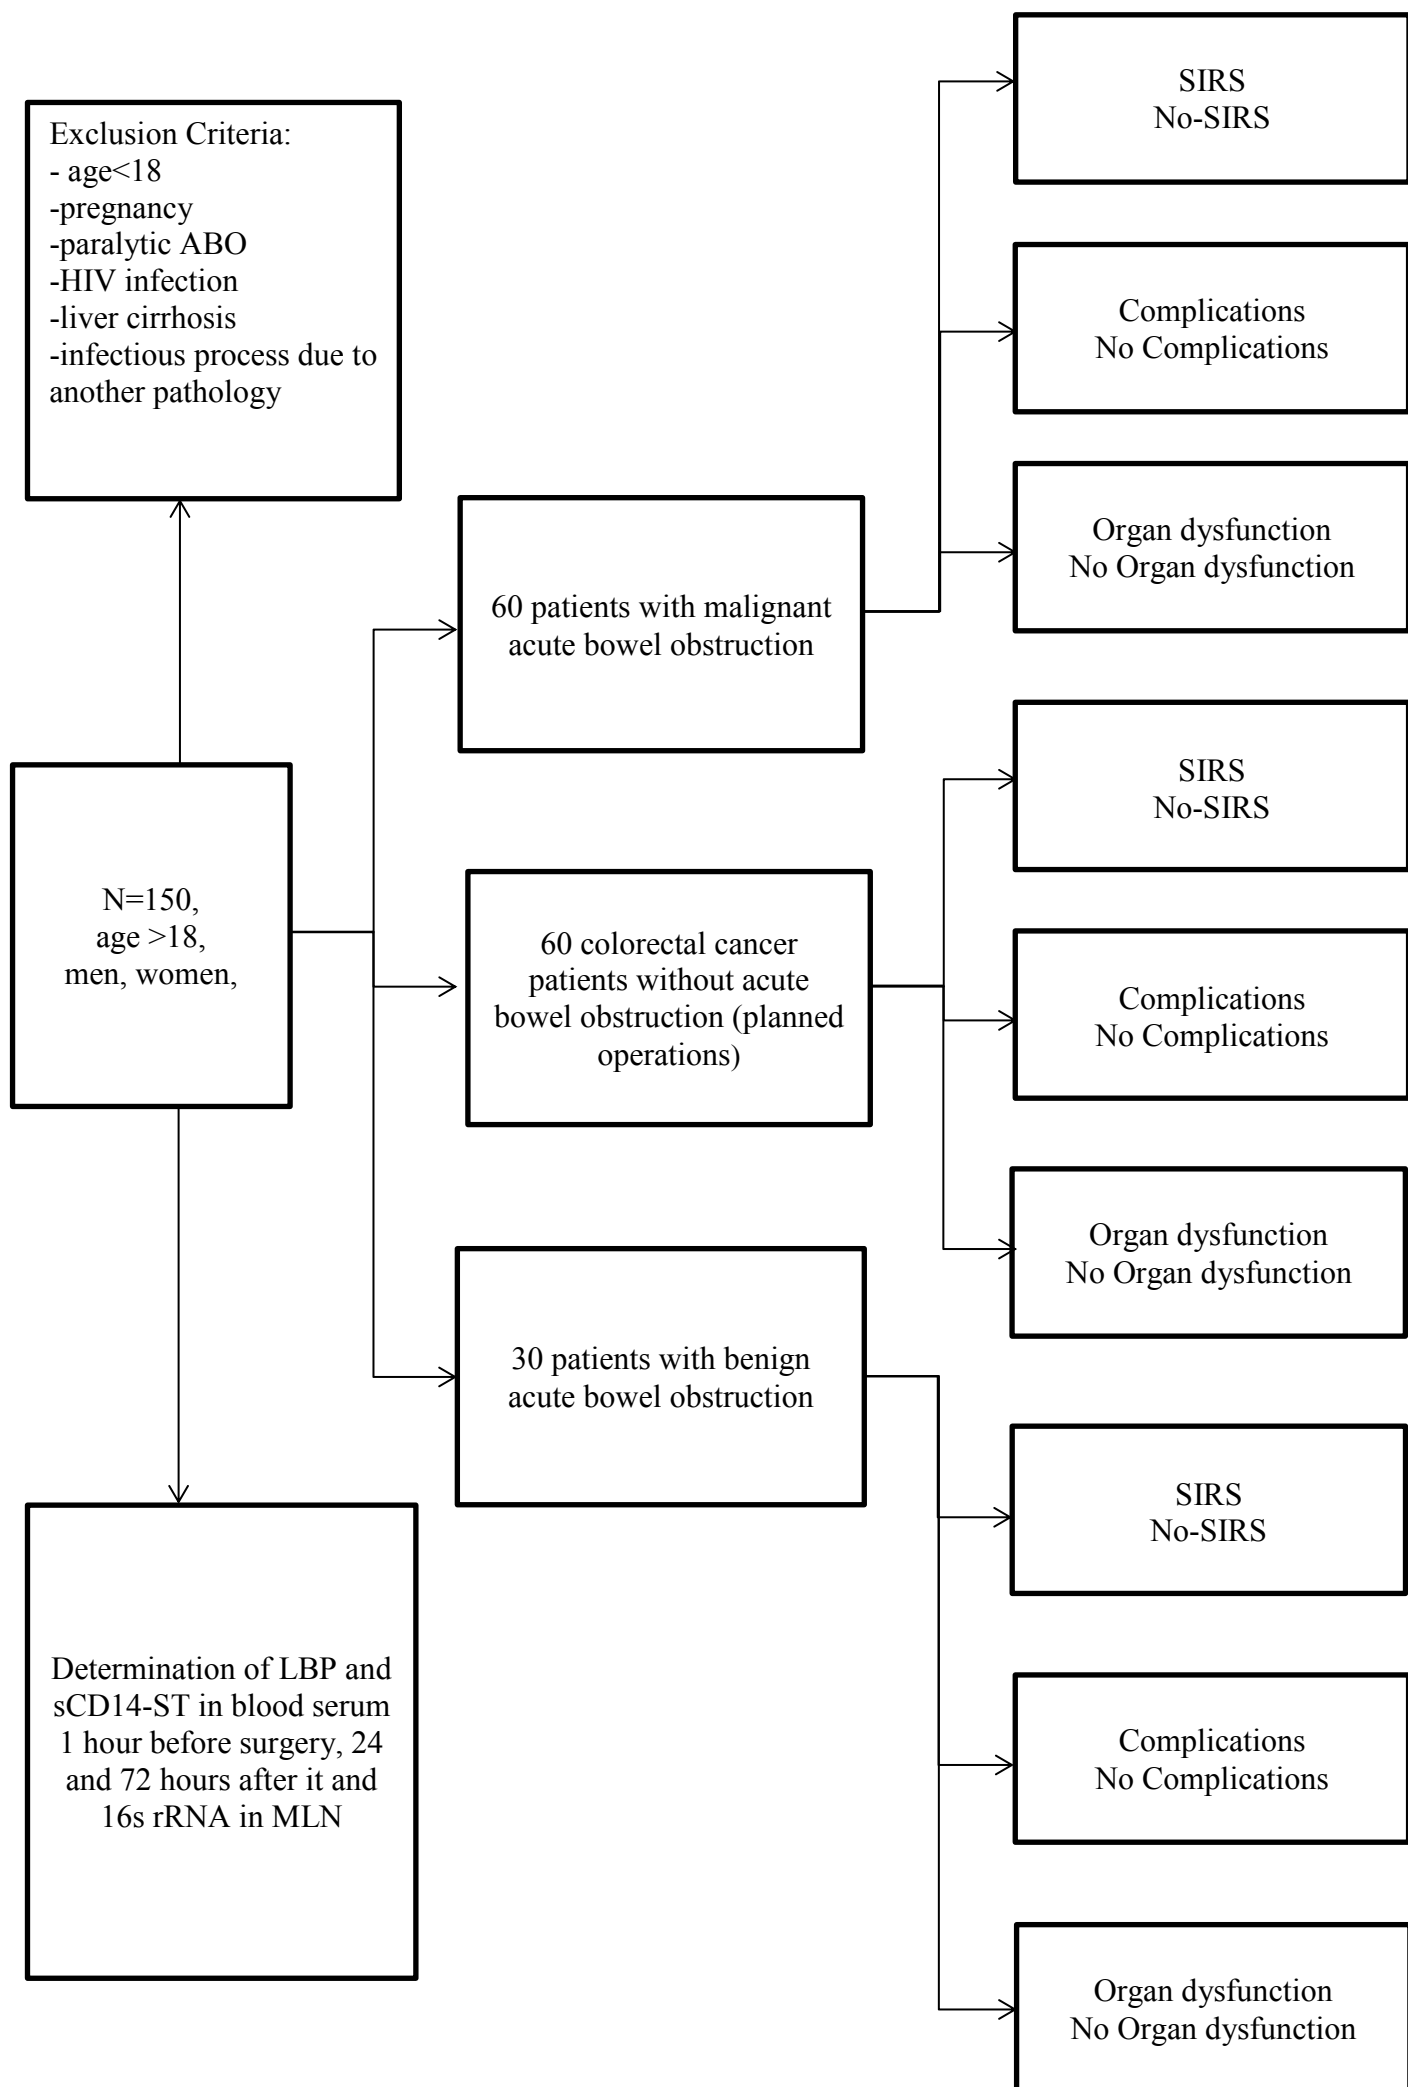 Exclusion Criteria:
- age<18
-pregnancy
-paralytic ABO
-HIV infection
-liver cirrhosis
-infectious process due to
another pathology
N=150,
age >18,
men, women,
Determination of LBP and
sCD14-ST in blood serum
1 hour before surgery, 24
and 72 hours after it and
16s rRNA in MLN
60 patients with malignant
acute bowel obstruction
SIRS
No-SIRS
Complications
No Complications
Organ dysfunction
No Organ dysfunction
60 colorectal cancer
patients without acute
bowel obstruction (planned
operations)
SIRS
No-SIRS
Complications
No Complications
Organ dysfunction
No Organ dysfunction
30 patients with benign
acute bowel obstruction
SIRS
No-SIRS
Complications
No Complications
Organ dysfunction
No Organ dysfunction